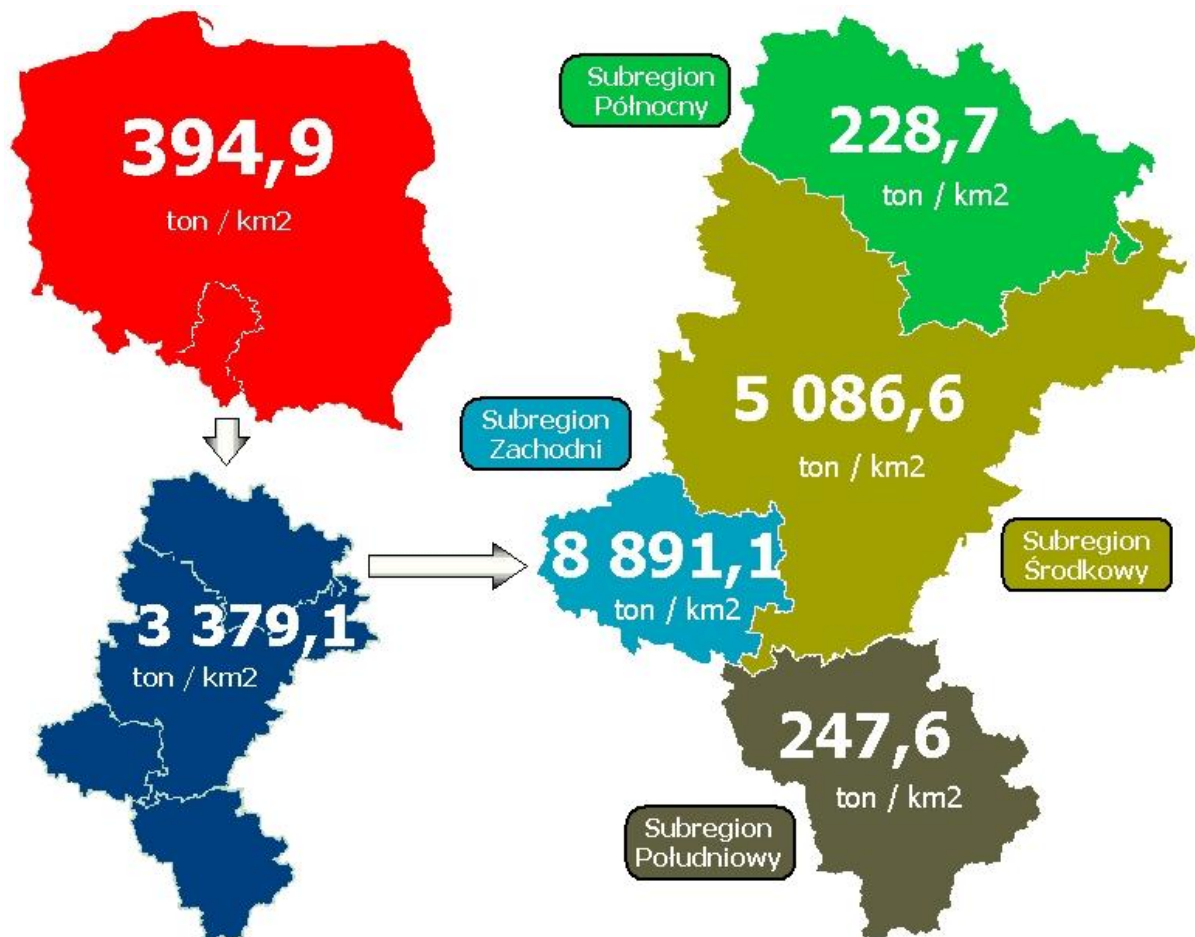 394,9
ton / km2
3 379,1
ton / km2
Subregion
Północny
228,7
ton / km2
5 086,6
ton / km2
Subregion
Zachodni
8 891,1
ton / km2
Subregion
Środkowy
247,6
ton / km2
Subregion
Południowy